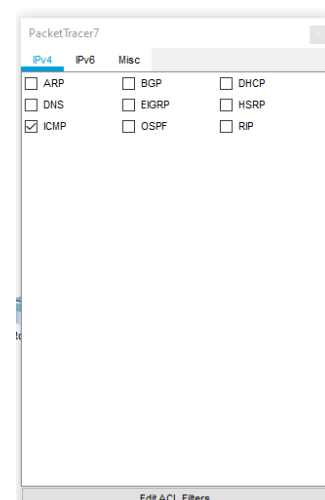 PacketTracer7
IPv4 IPv6 Misc
ARP BGP DHCP
DNS EIGRP HSRP
ICMP OSPF RIP
Edit ACL Filters